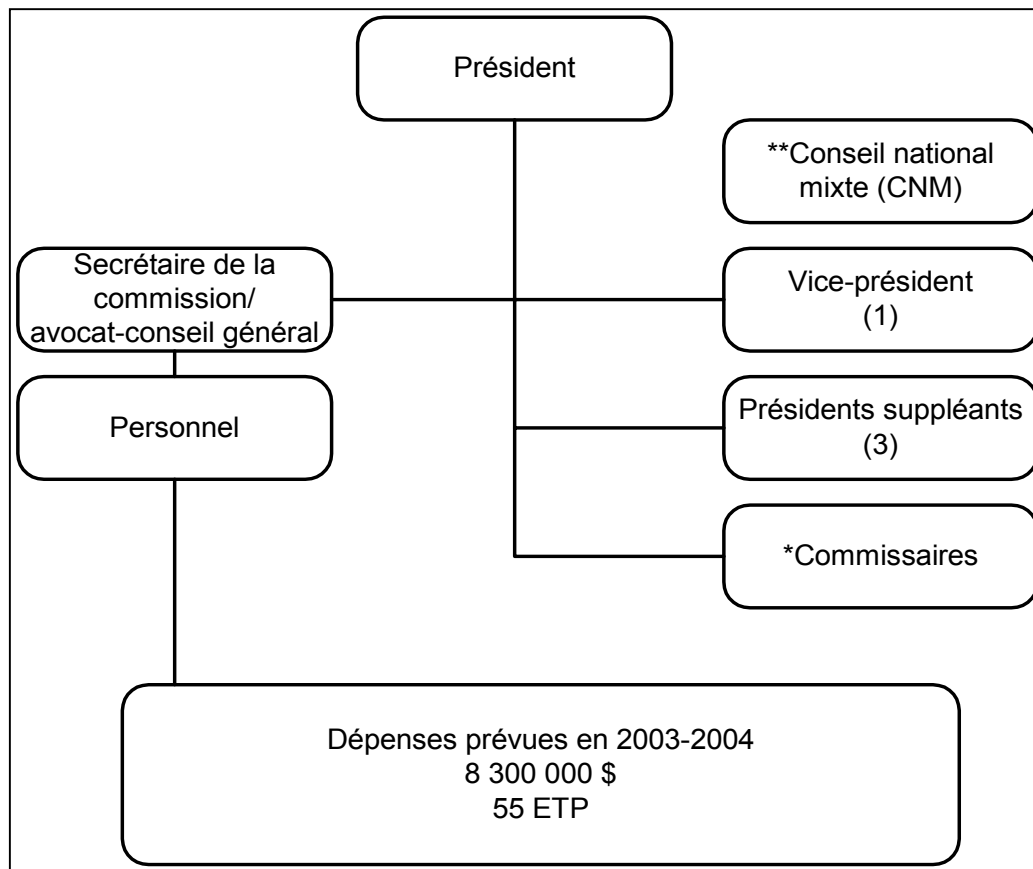 Président
**Conseil national
mixte (CNM)
Secrétaire de la
commission/
avocat-conseil général
Vice-président
(1)
Personnel
Présidents suppléants
(3)
*Commissaires
Dépenses prévues en 2003-2004
8 300 000 $
55 ETP